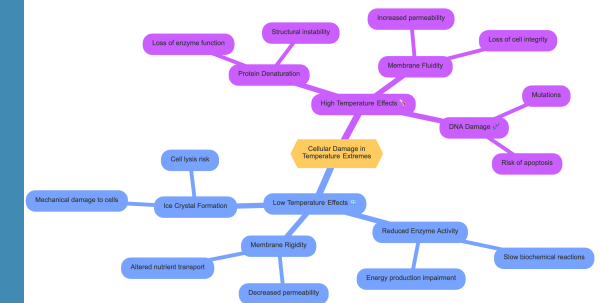 Increased permeability
Structural instability
Loss of enzyme function
Loss of cell integrity
Membrane Fluidity
Protein Denaturation
Mutations
High Temperature Effects
DNA Damage
Cellular Damage in
Temperature Extremes
Cell lysis risk
Risk of apoptosis
Mechanical damage to cells
Ice Crystal Formation
Low Temperature Effects
Reduced Enzyme Activity
Membrane Rigidity
Slow biochemical reactions
Altered nutrient transport
Energy production impairment
Decreased permeability